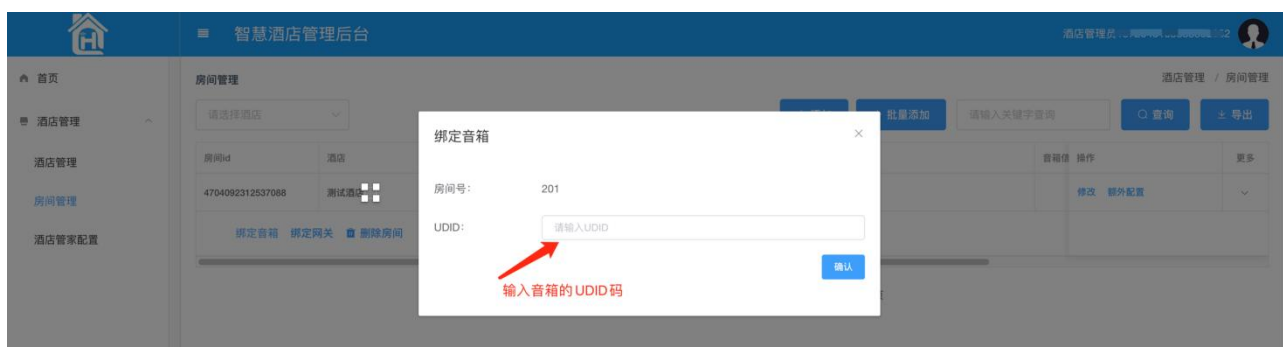 智慧酒店管理后台
酒店管理员
首页
酒店管理
酒店管理
房间管理
酒店管家配置
房间管理
酒店管理 / 房间管理
请选择酒店
批量添加
请输入关键字查询
查询
导出
房间id 酒店 音箱信 操作 更多
4704092312537088 测试酒店 修改 额外配置
绑定音箱 绑定网关 删除房间
绑定音箱
房间号: 201
UDID: 请输入UDID
确认
输入音箱的UDID码